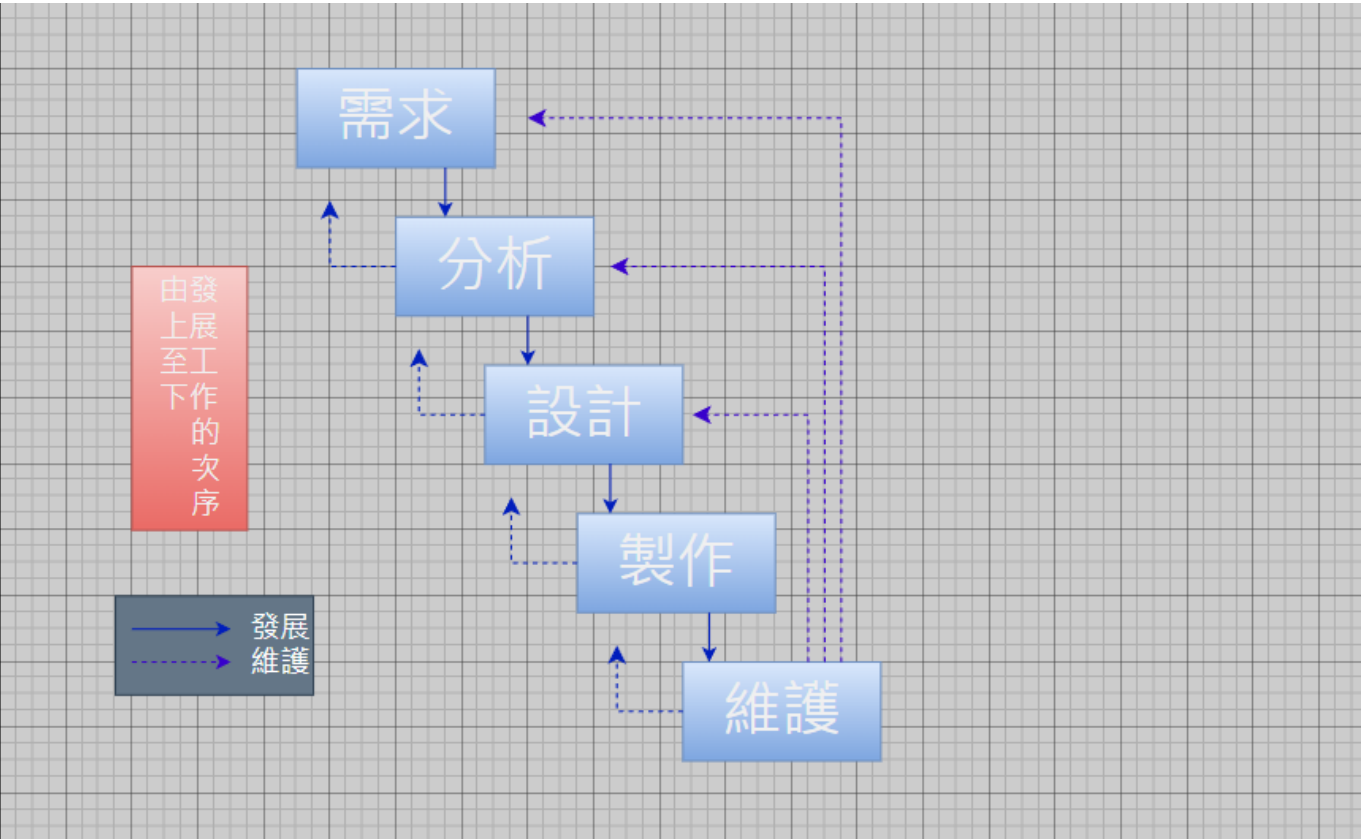 需求
分析
設計
製作
維護
發展工作的次序
由上至下
發展
維護